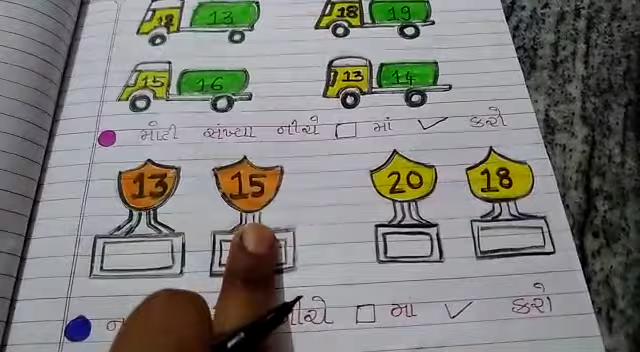 18 13 18 19
15 16 13 14
મોટી સંખ્યા નીચે □ માં ✓ કરો
13 15 20 18
નીચે □ માં ✓ કરો